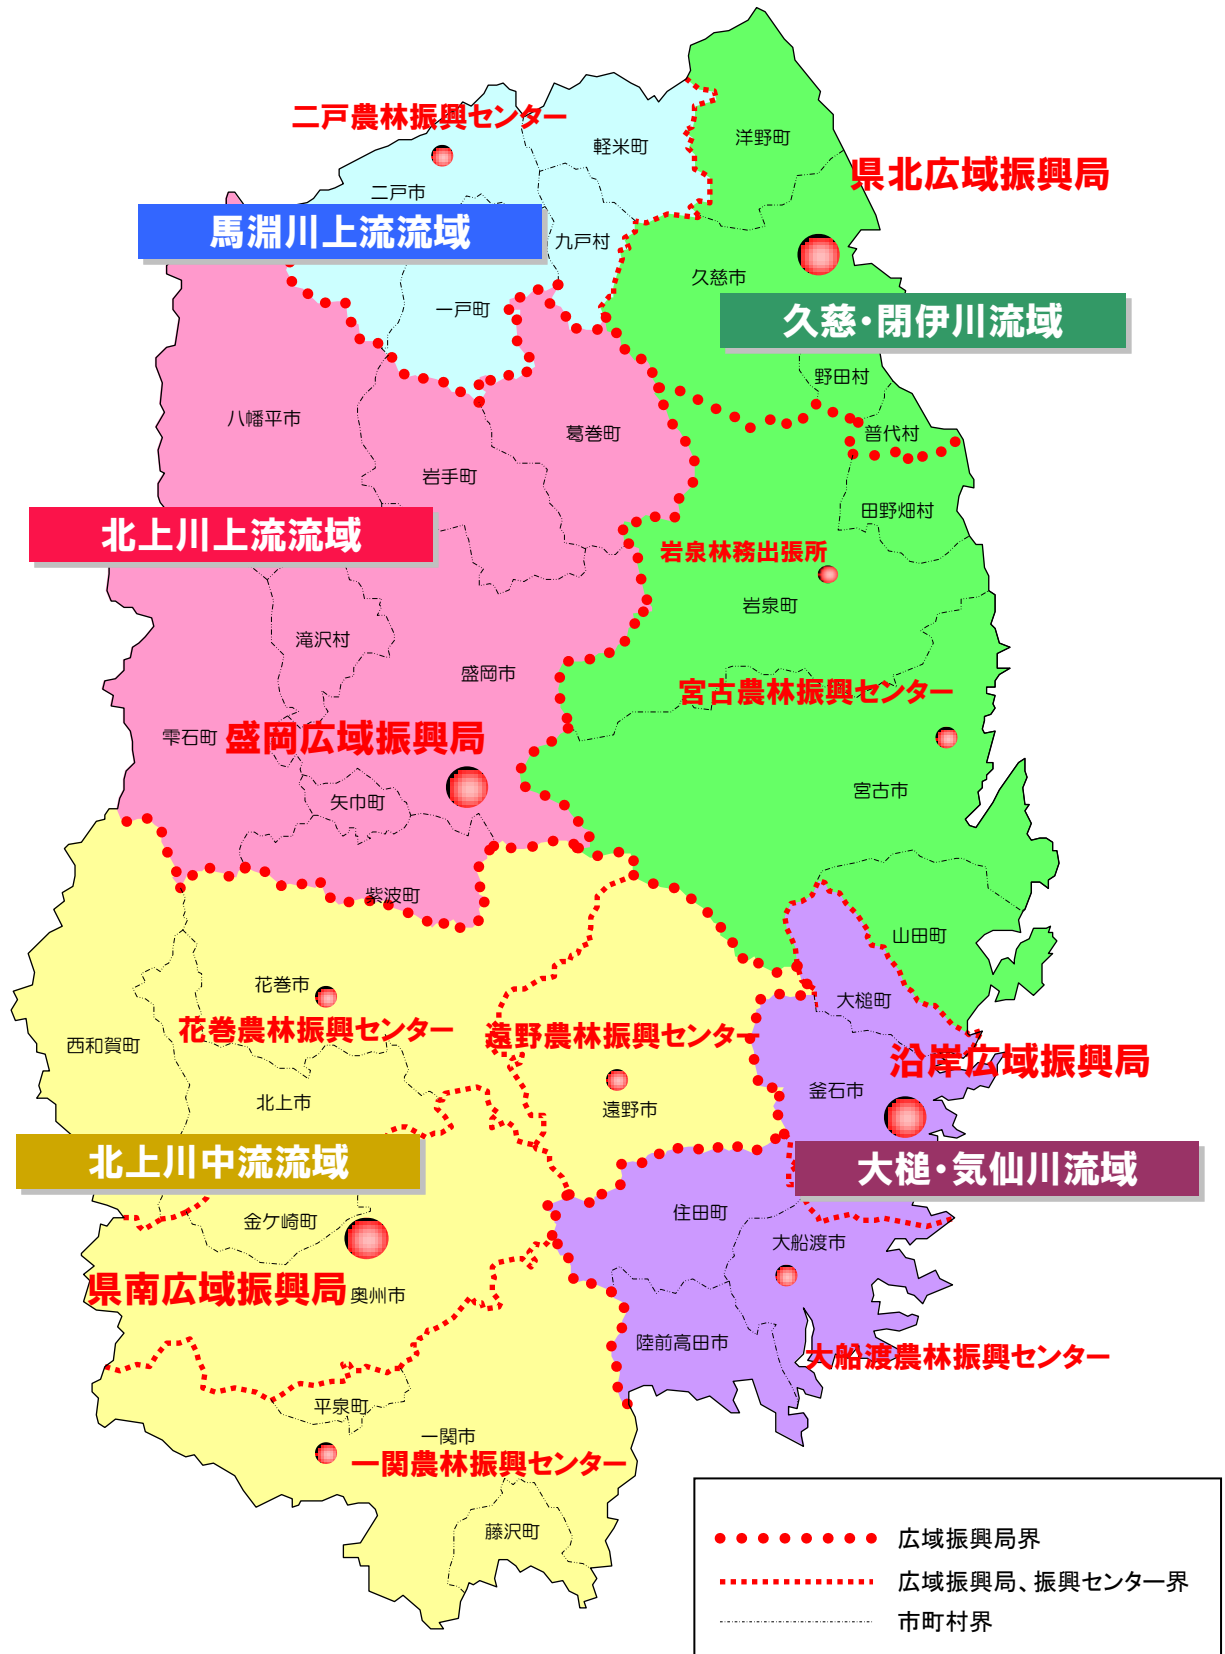 二戸農林振興センター
軽米町
洋野町
県北広域振興局
二戸市
馬淵川上流流域
九戸村
久慈市
一戸町
久慈・閉伊川流域
野田村
八幡平市
葛巻町
普代村
岩手町
田野畑村
北上川上流流域
岩泉林務出張所
岩泉町
滝沢村
盛岡市
宮古農林振興センター
雫石町
盛岡広域振興局
宮古市
矢巾町
紫波町
山田町
花巻市
大槌町
花巻農林振興センター
遠野農林振興センター
西和賀町
沿岸広域振興局
釜石市
北上市
遠野市
北上川中流流域
大槌・気仙川流域
住田町
金ケ崎町
大船渡市
県南広域振興局
奥州市
陸前高田市
大船渡農林振興センター
平泉町
一関市
一関農林振興センター
藤沢町
広域振興局界
広域振興局、振興センター界
市町村界